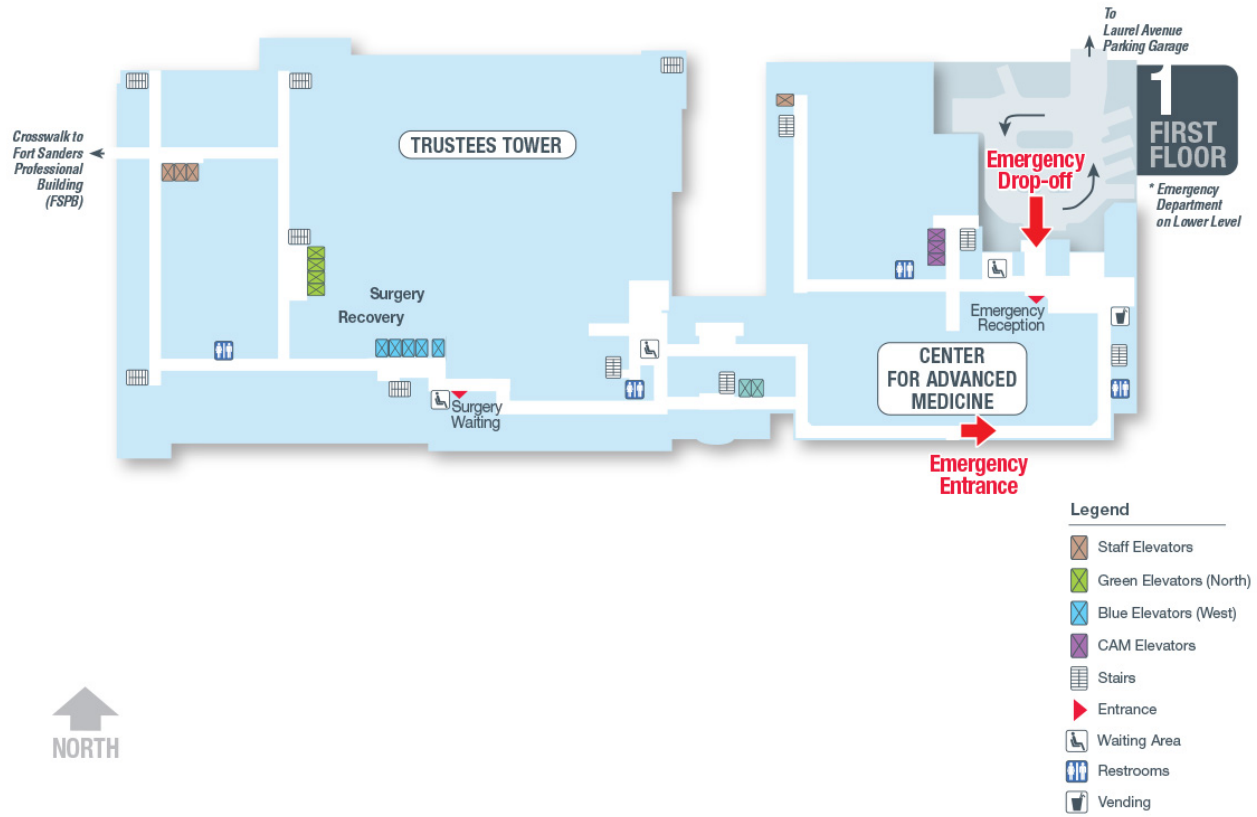 To
Laurel Avenue
Parking Garage
1
FIRST
FLOOR
* Emergency
Department
on Lower Level
Crosswalk to
Fort Sanders
Professional
Building
(FSPB)
TRUSTEES TOWER
Emergency
Drop-off
Surgery
Recovery
Emergency
Reception
CENTER
FOR ADVANCED
MEDICINE
Surgery
Waiting
Emergency
Entrance
Legend
Staff Elevators
Green Elevators (North)
Blue Elevators (West)
CAM Elevators
Stairs
Entrance
Waiting Area
Restrooms
Vending
NORTH